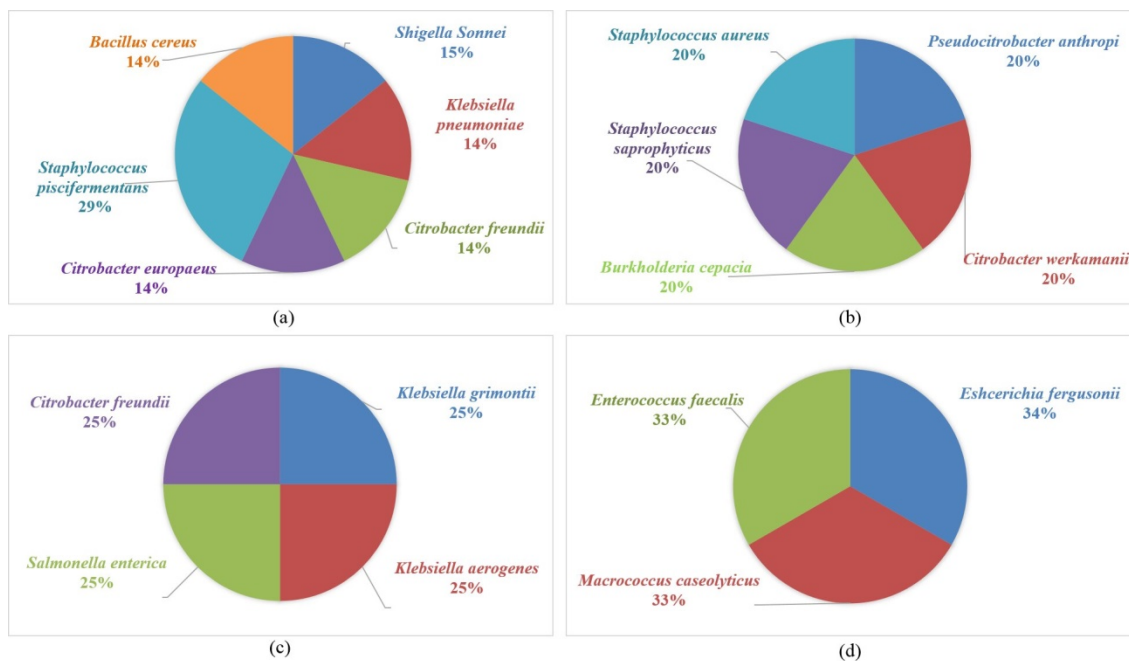 Bacillus cereus
14%
Shigella Sonnei
15%
Klebsiella
pneumoniae
14%
Staphylococcus
piscifermentans
29%
Citrobacter freundii
14%
Citrobacter europaeus
14%
(a)
Staphylococcus aureus
20%
Pseudocitrobacter anthropi
20%
Staphylococcus
saprophyticus
20%
Burkholderia cepacia
20%
Citrobacter werkamanii
20%
(b)
Citrobacter freundii
25%
Klebsiella grimontii
25%
Salmonella enterica
25%
Klebsiella aerogenes
25%
(c)
Enterococcus faecalis
33%
Eshcerichia fergusonii
34%
Macrococcus caseolyticus
33%
(d)